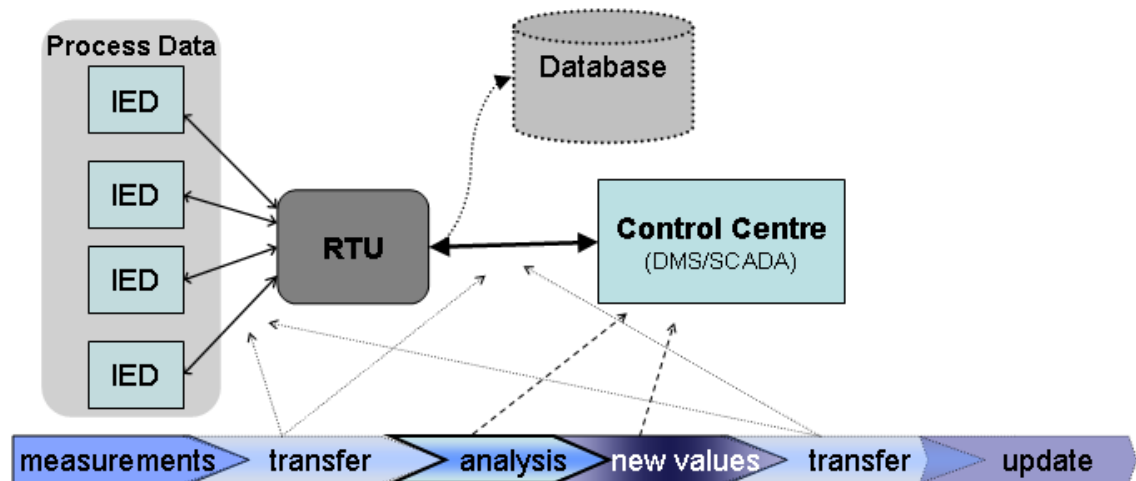 Process Data
IED
IED
IED
IED
RTU
Database
Control Centre
(DMS/SCADA)
measurements
transfer
analysis
new values
transfer
update